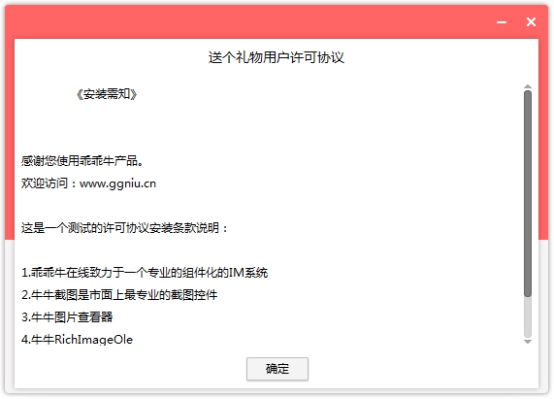 送个礼物用户许可协议
《安装需知》
感谢您使用乖乖牛产品。
欢迎访问：www.ggniu.cn
这是一个测试的许可协议安装条款说明：
1.乖乖牛在线致力于一个专业的组件化的IM系统
2.牛牛截图是市面上最专业的截图控件
3.牛牛图片查看器
4.牛牛RichImageOle
确定